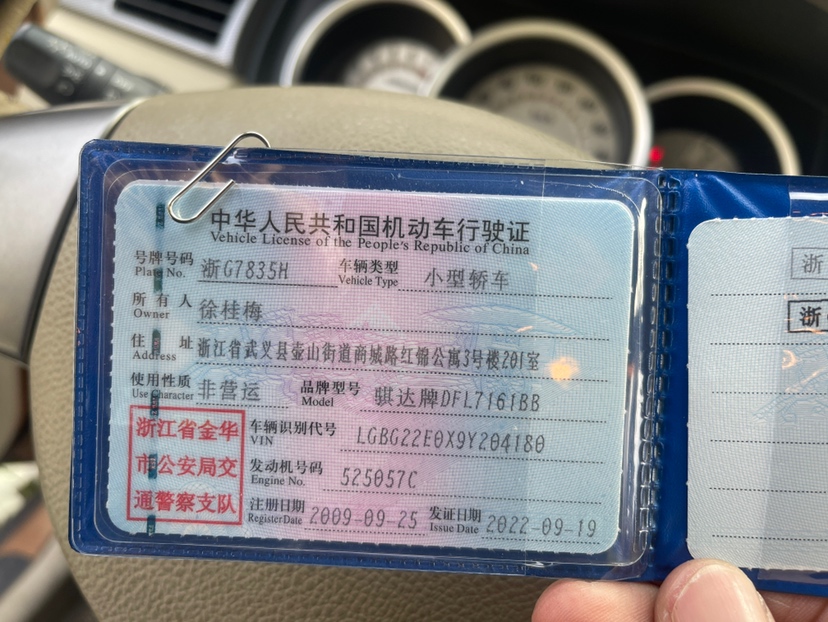 中华人民共和国机动车行驶证
Vehicle License of the People's Republic of China
号牌号码 浙G7835H 车辆类型 小型轿车
Plate No. Vehicle Type
所有人 徐桂梅
Owner
住址 浙江省武义县壶山街道商城路红锦公寓3号楼201室
Address
使用性质 非营运 品牌型号 骐达牌DFL7161BB
Use Character Model
浙江省金华
市公安局交
通警察支队
车辆识别代号 LGBG22E0X9Y204180
VIN
发动机号码 525057C
Engine No.
注册日期 2009-09-25 发证日期 2022-09-19
Register Date Issue Date
号
浙